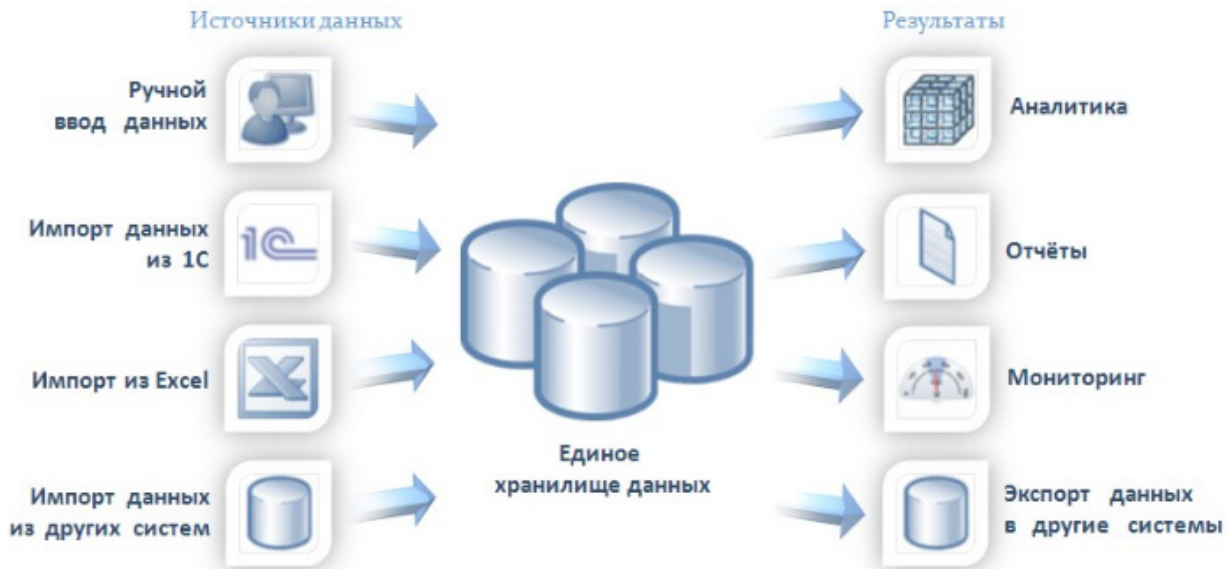 Источники данных
Результаты
Ручной
ввод данных
Аналитика
Импорт данных
из 1С
1С
Отчёты
Импорт из Excel
Мониторинг
Единое
хранилище данных
Импорт данных
из других систем
Экспорт данных
в другие системы